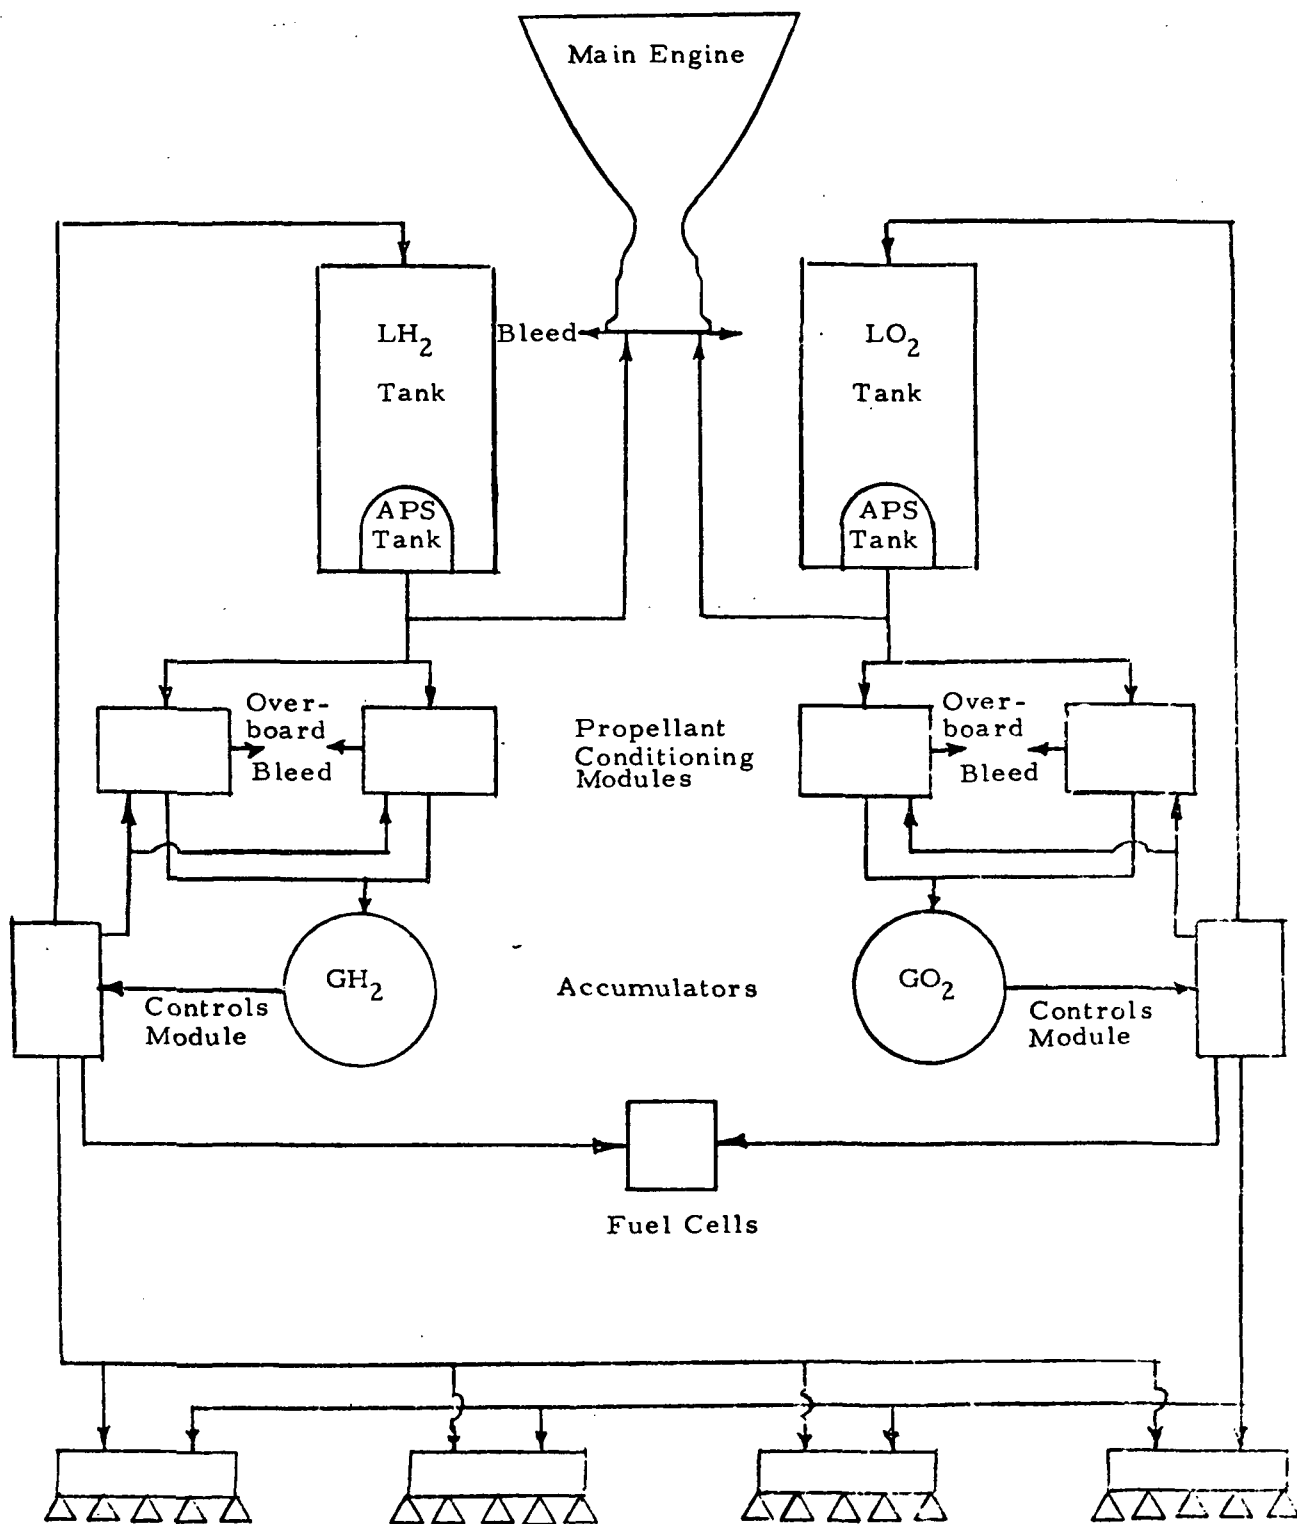 Main Engine
LH2
Tank
Bleed
LO2
Tank
APS
Tank
APS
Tank
Over-
board
Bleed
Propellant
Conditioning
Modules
Over-
board
Bleed
GH2
Controls
Module
Accumulators
GO2
Controls
Module
Fuel Cells